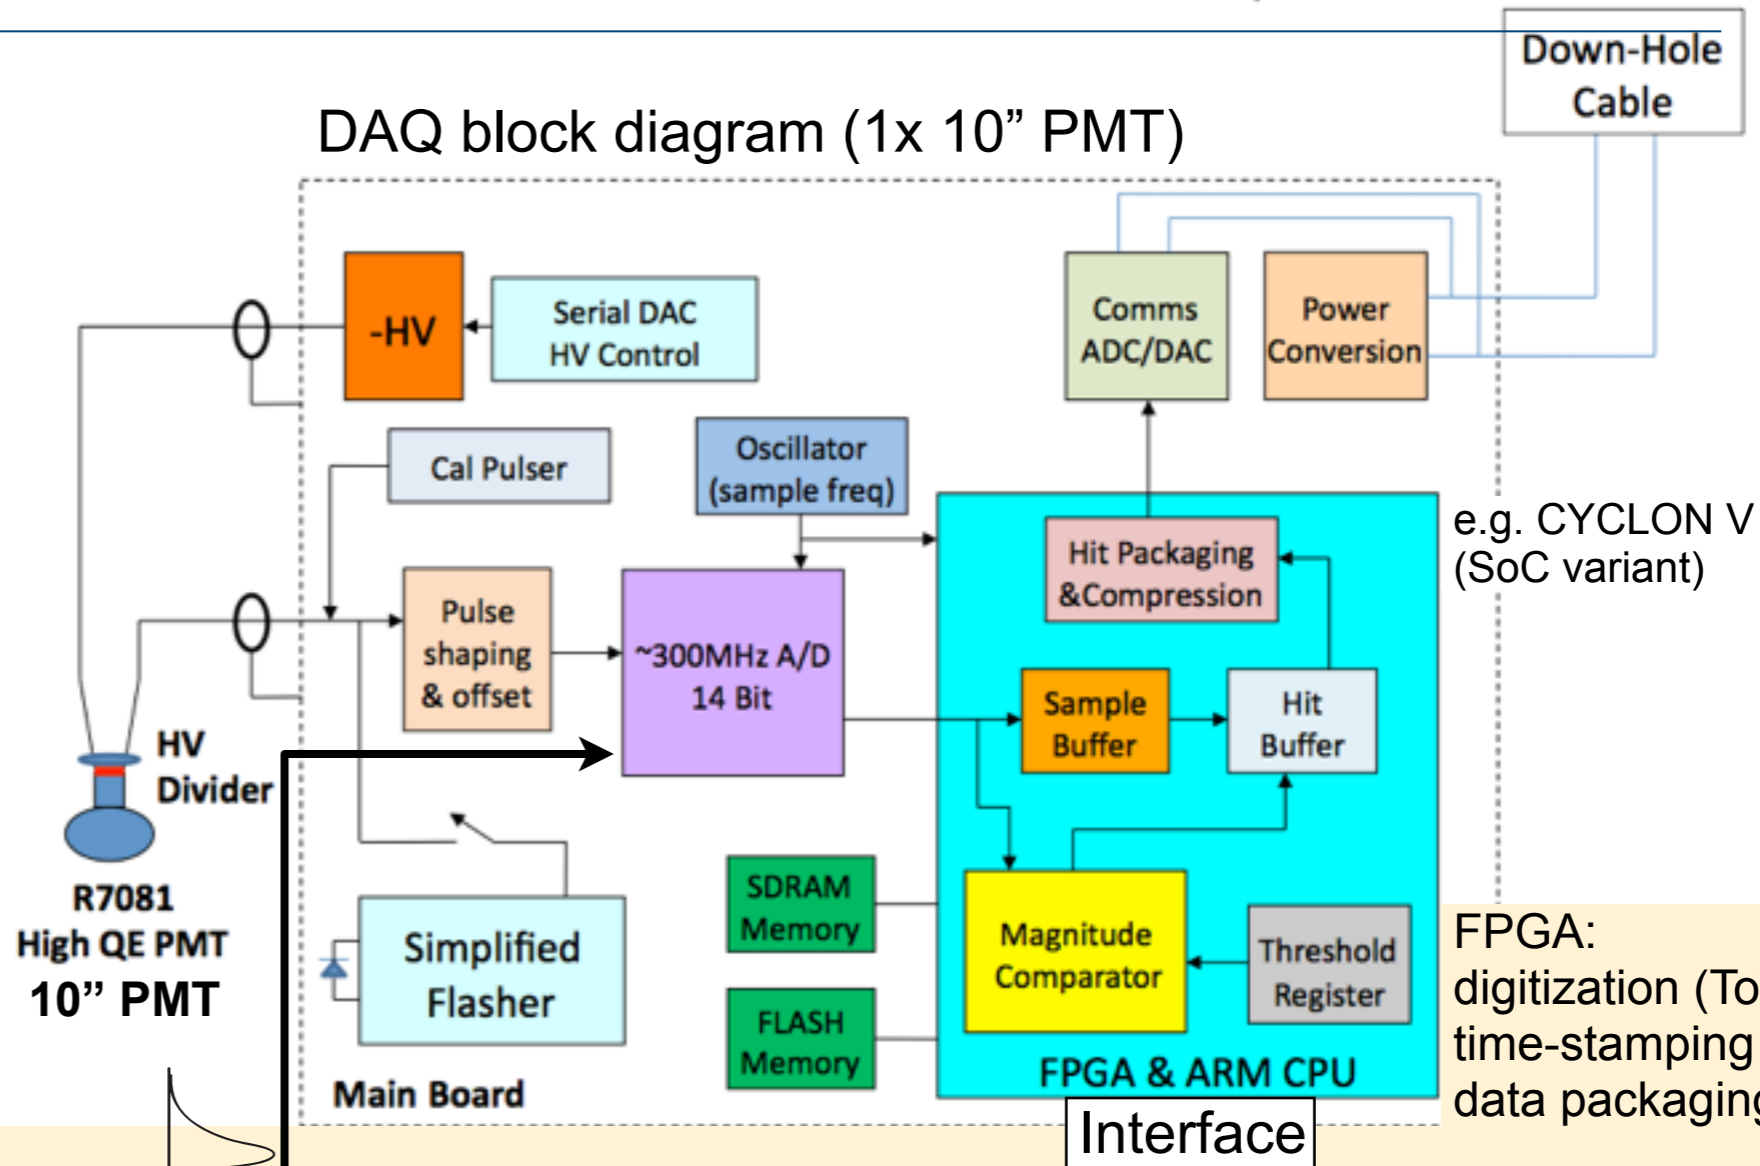 Down-Hole
Cable
DAQ block diagram (1x 10” PMT)
-HV
Serial DAC
HV Control
Comms
ADC/DAC
Power
Conversion
Cal Pulser
Oscillator
(sample freq)
e.g. CYCLON V
(SoC variant)
Hit Packaging
&Compression
Pulse
shaping
& offset
~300MHz A/D
14 Bit
Sample
Buffer
Hit
Buffer
HV
Divider
R7081
High QE PMT
10” PMT
Simplified
Flasher
SDRAM
Memory
FLASH
Memory
Magnitude
Comparator
Threshold
Register
FPGA & ARM CPU
Main Board
Interface
FPGA:
digitization (To
time-stamping
data packaging